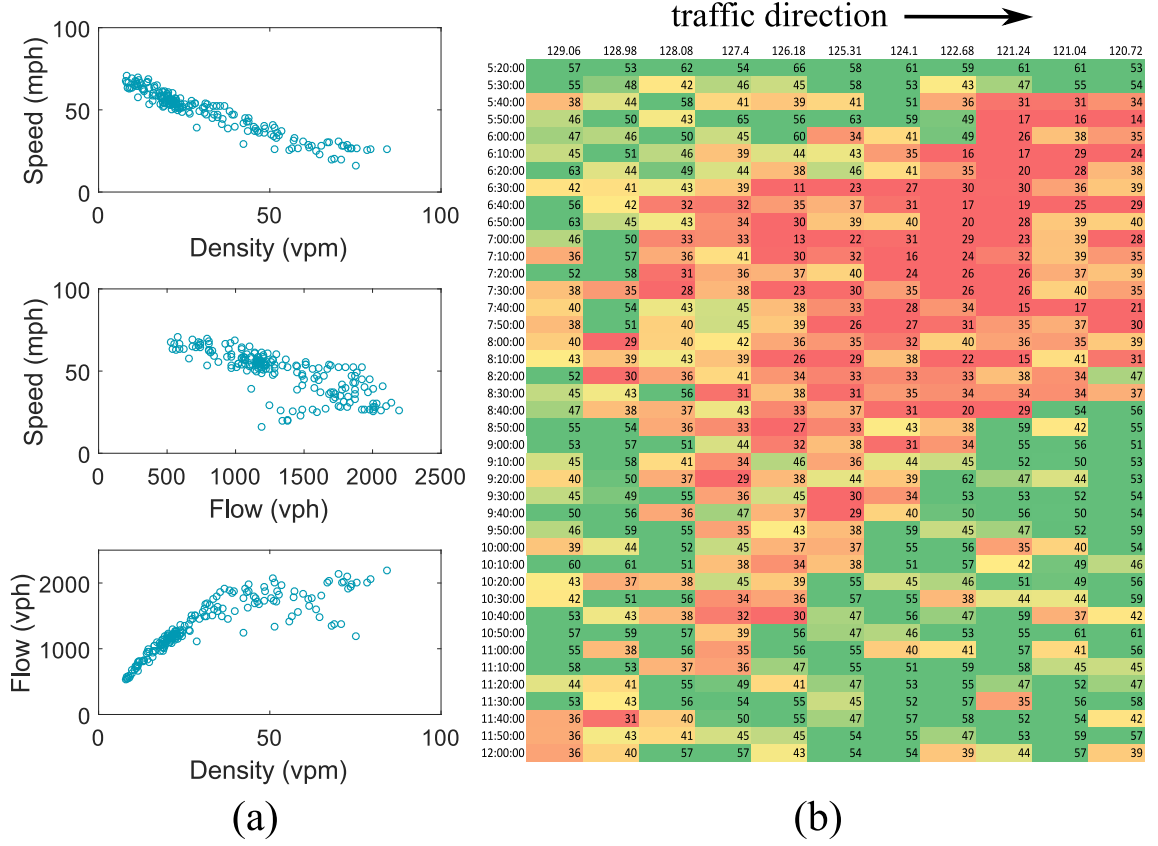 traffic direction
100
50
0
Speed (mph)
0 50 100
Density (vpm)
100
50
0
Speed (mph)
0 500 1000 1500 2000 2500
Flow (vph)
2000
1000
0
Flow (vph)
0 50 100
Density (vpm)
(a)
129.06 128.98 128.08 127.4 126.18 125.31 124.1 122.68 121.24 121.04 120.72
5:20:00 57 53 62 54 66 58 61 59 61 61 53
5:30:00 55 48 42 46 45 58 53 43 47 55 54
5:40:00 38 44 58 41 39 41 51 36 31 31 34
5:50:00 46 50 43 65 56 63 59 49 17 16 14
6:00:00 47 46 50 45 60 34 41 49 26 38 35
6:10:00 45 51 46 39 44 43 35 16 17 29 24
6:20:00 63 44 49 44 38 46 41 35 20 28 38
6:30:00 42 41 43 39 11 23 27 30 30 36 39
6:40:00 56 42 32 32 35 37 31 17 19 25 29
6:50:00 63 45 43 34 30 39 40 20 28 39 40
7:00:00 46 50 33 33 13 22 31 29 23 39 28
7:10:00 36 57 36 41 30 32 16 24 32 39 35
7:20:00 52 58 31 36 37 40 24 26 26 37 39
7:30:00 38 35 28 38 23 30 35 26 26 40 35
7:40:00 40 54 43 45 38 33 28 34 15 17 21
7:50:00 38 51 40 45 39 26 27 31 35 37 30
8:00:00 40 29 40 42 36 35 32 40 36 35 39
8:10:00 43 39 43 39 26 29 38 22 15 41 31
8:20:00 52 30 36 41 34 33 33 33 38 34 47
8:30:00 45 43 56 31 38 31 35 34 34 34 37
8:40:00 47 38 37 43 33 37 31 20 29 54 56
8:50:00 55 54 36 33 27 33 43 38 59 42 55
9:00:00 53 57 51 44 32 38 31 34 55 56 51
9:10:00 45 58 41 34 46 36 44 45 52 50 53
9:20:00 40 50 37 29 38 44 39 62 47 44 53
9:30:00 45 49 55 36 45 30 34 53 53 52 54
9:40:00 50 56 36 47 37 29 40 50 56 52 54
9:50:00 46 59 55 35 43 38 59 45 47 52 59
10:00:00 39 44 52 45 37 37 55 56 35 40 54
10:10:00 60 61 51 38 34 38 51 57 42 49 46
10:20:00 43 37 38 45 39 55 45 46 51 49 56
10:30:00 42 51 56 34 36 57 55 38 44 44 59
10:40:00 53 43 38 32 30 47 56 47 59 37 42
10:50:00 57 59 57 39 56 47 46 53 55 61 61
11:00:00 55 38 56 35 56 55 40 41 57 41 56
11:10:00 58 53 37 36 47 55 51 59 58 45 45
11:20:00 44 41 55 49 41 47 53 55 47 52 47
11:30:00 53 43 56 54 55 45 52 57 35 56 58
11:40:00 36 31 40 50 55 47 57 58 52 54 42
11:50:00 36 43 41 45 45 54 55 47 53 59 57
12:00:00 36 40 57 57 43 54 54 39 44 57 39
(b)